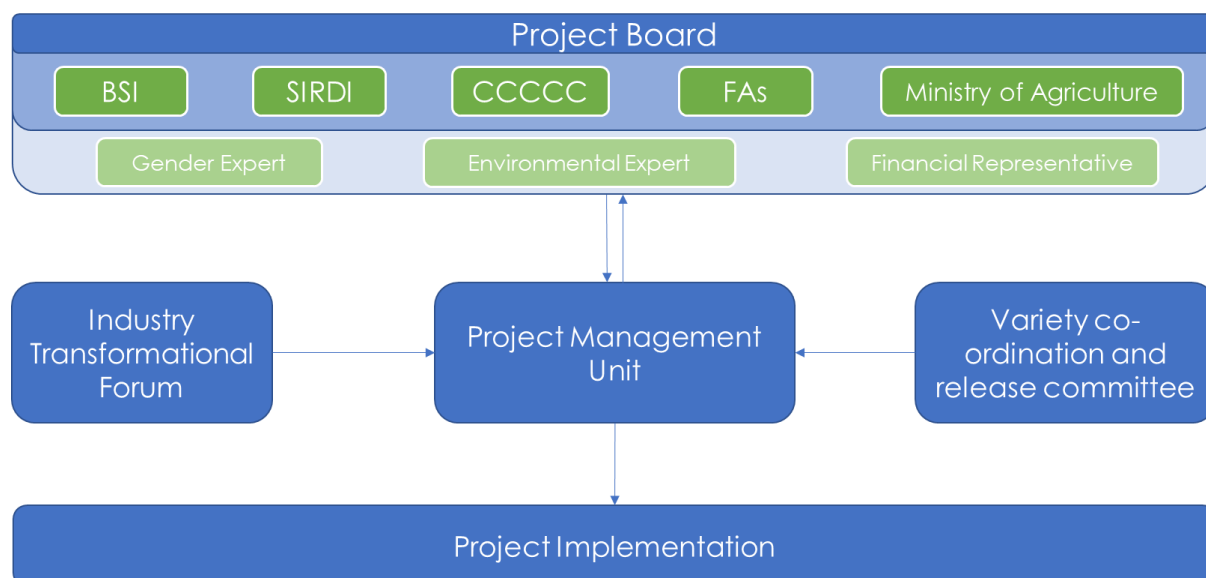 Project Board
BSI
SIRDI
CCCCC
FAs
Ministry of Agriculture
Gender Expert
Environmental Expert
Financial Representative
Industry
Transformational
Forum
Project Management
Unit
Variety co-
ordination and
release committee
Project Implementation